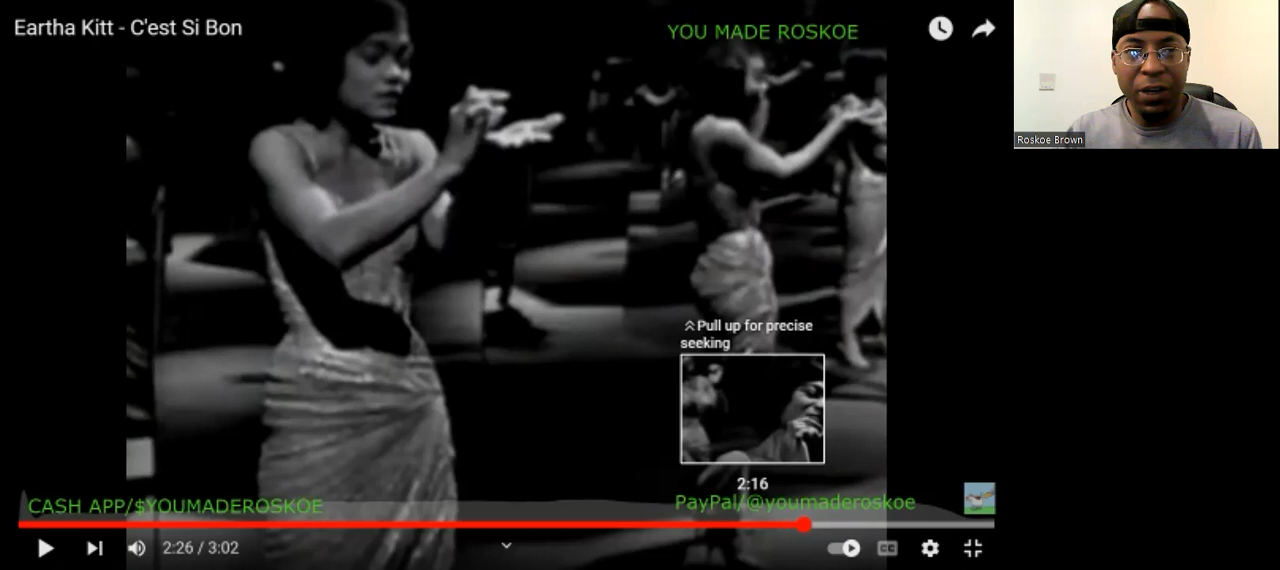 Eartha Kitt - C'est Si Bon
YOU MADE ROSKOE
Roskoe Brown
Pull up for precise
seeking
2:16
CASH APP/$YOUMADEROSKOE
PayPal/@youmaderoskoe
2:26 / 3:02
CC